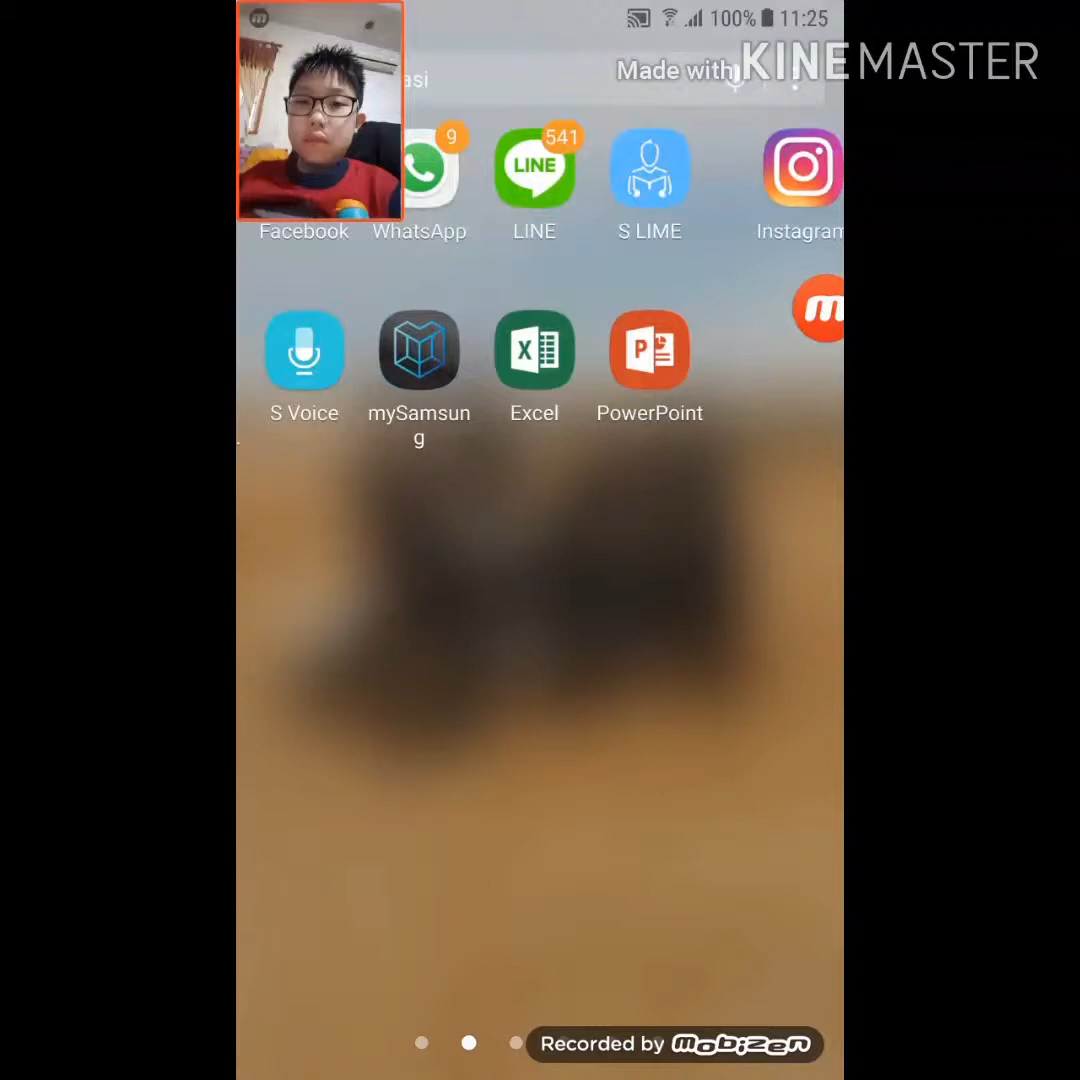 100% 11:25
asi
Made with KINEMASTER
9
541
LINE
Facebook
WhatsApp
LINE
S LIME
Instagram
m
X
P
S Voice
mySamsun
g
Excel
PowerPoint
Recorded by mobizen